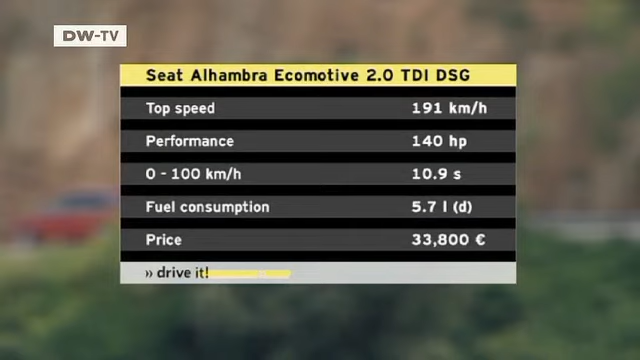 DW-TV
Seat Alhambra Ecomotive 2.0 TDI DSG
Top speed 191 km/h
Performance 140 hp
0 - 100 km/h 10.9 s
Fuel consumption 5.7 l (d)
Price 33,800 €
» drive it!